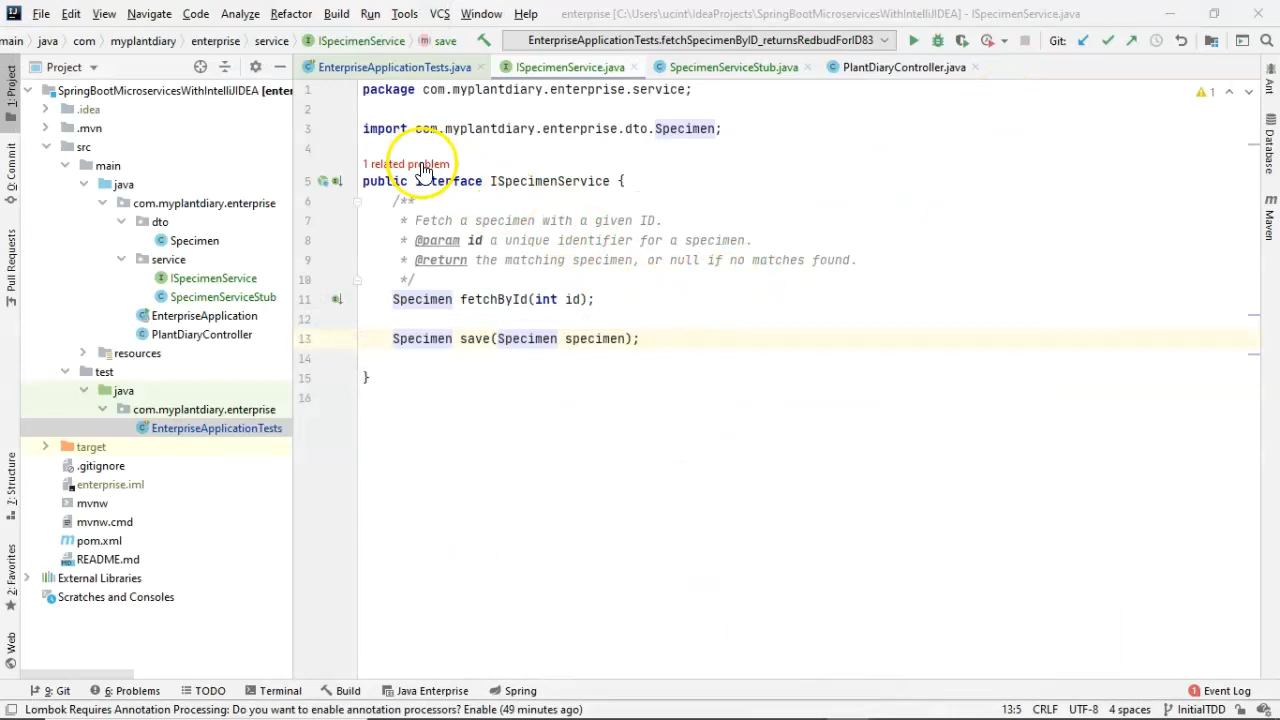 File Edit View Navigate Code Analyze Refactor Build Run Tools VCS Window Help enterprise [C:\Users\ucint\IdeaProjects\SpringBootMicroservicesWithIntelliJIDEA] - ISpecimenService.java
main java com myplantdiary enterprise service ISpecimenService save EnterpriseApplicationTests.fetchSpecimenByID_returnsRedbudForID83 Git:
Project EnterpriseApplicationTests.java ISpecimenService.java SpecimenServiceStub.java PlantDiaryController.java
1: Project
0: Commit
Pull Requests
7: Structure
2: Favorites
Web
SpringBootMicroservicesWithIntelliJIDEA [enter
.idea
.mvn
src
main
java
com.myplantdiary.enterprise
dto
Specimen
service
ISpecimenService
SpecimenServiceStub
EnterpriseApplication
PlantDiaryController
resources
test
java
com.myplantdiary.enterprise
EnterpriseApplicationTests
target
.gitignore
enterprise.iml
mvnw
mvnw.cmd
pom.xml
README.md
External Libraries
Scratches and Consoles
1 package com.myplantdiary.enterprise.service;
2
3 import com.myplantdiary.enterprise.dto.Specimen;
4
1 related problem
5 public interface ISpecimenService {
6 /**
7 * Fetch a specimen with a given ID.
8 * @param id a unique identifier for a specimen.
9 * @return the matching specimen, or null if no matches found.
10 */
11 Specimen fetchById(int id);
12
13 Specimen save(Specimen specimen);
14
15 }
16
1
Ant
Database
Maven
9: Git 6: Problems TODO Terminal Build Java Enterprise Spring 1 Event Log
Lombok Requires Annotation Processing: Do you want to enable annotation processors? Enable (49 minutes ago) 13:5 CRLF UTF-8 4 spaces InitialTDD